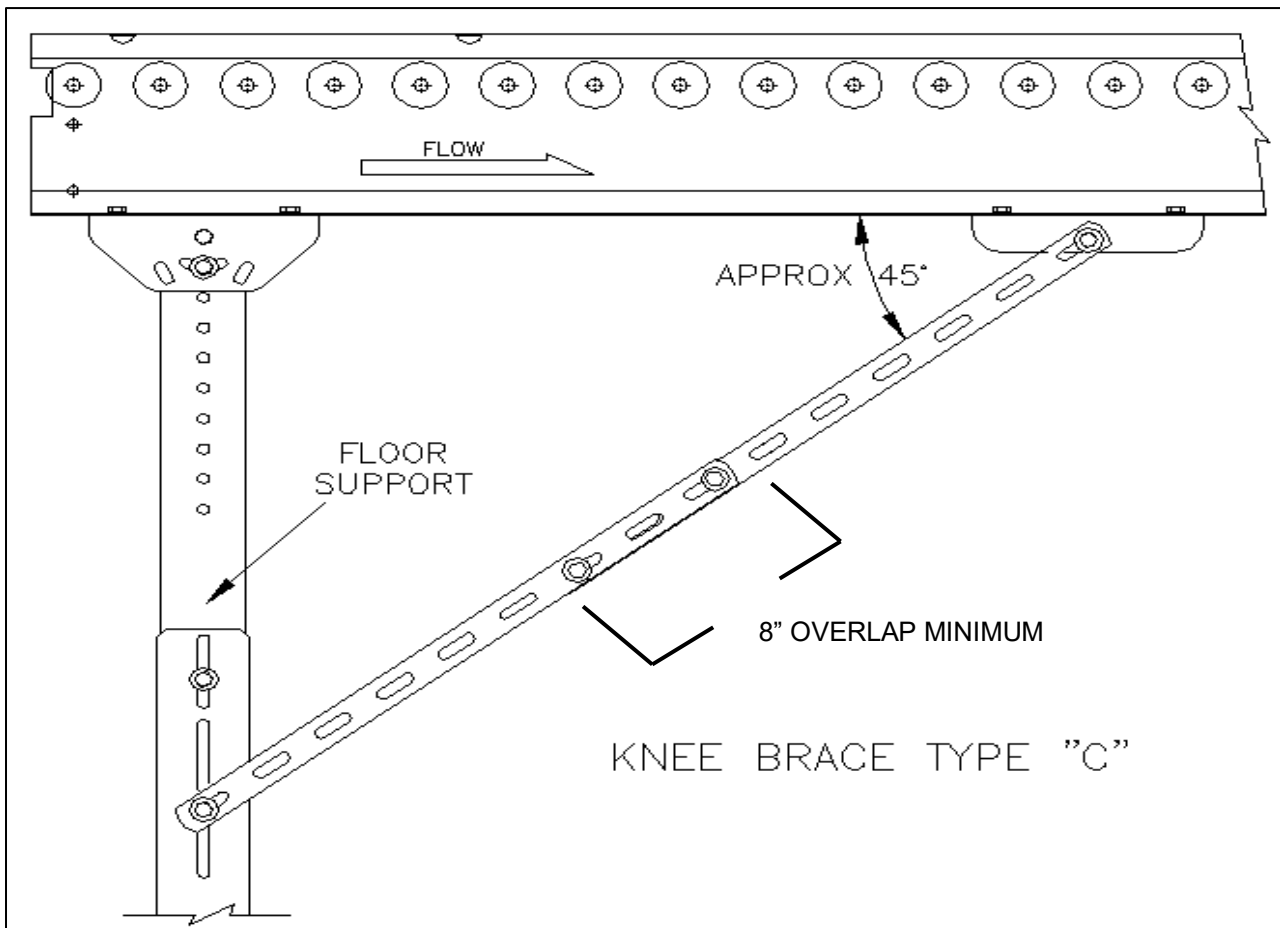 FLOW
APPROX 45°
FLOOR
SUPPORT
8” OVERLAP MINIMUM
KNEE BRACE TYPE ”C”